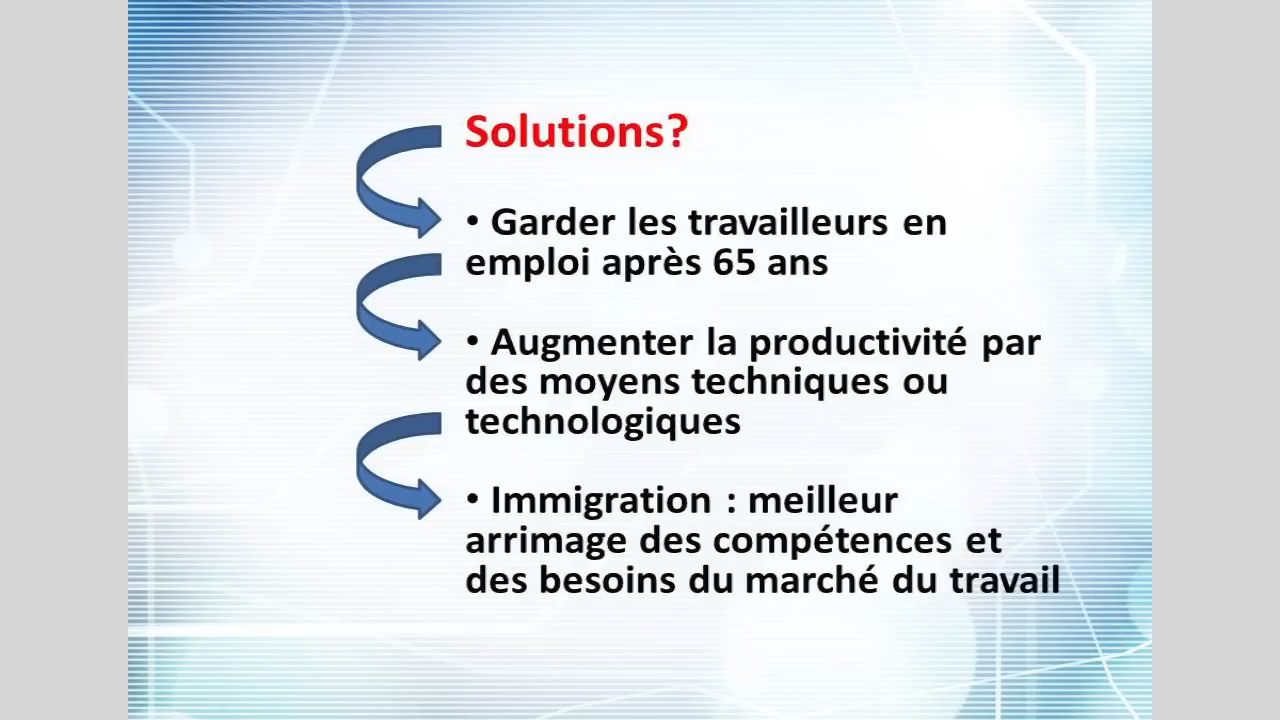 Solutions?
• Garder les travailleurs en
emploi après 65 ans
• Augmenter la productivité par
des moyens techniques ou
technologiques
• Immigration : meilleur
arrimage des compétences et
des besoins du marché du travail